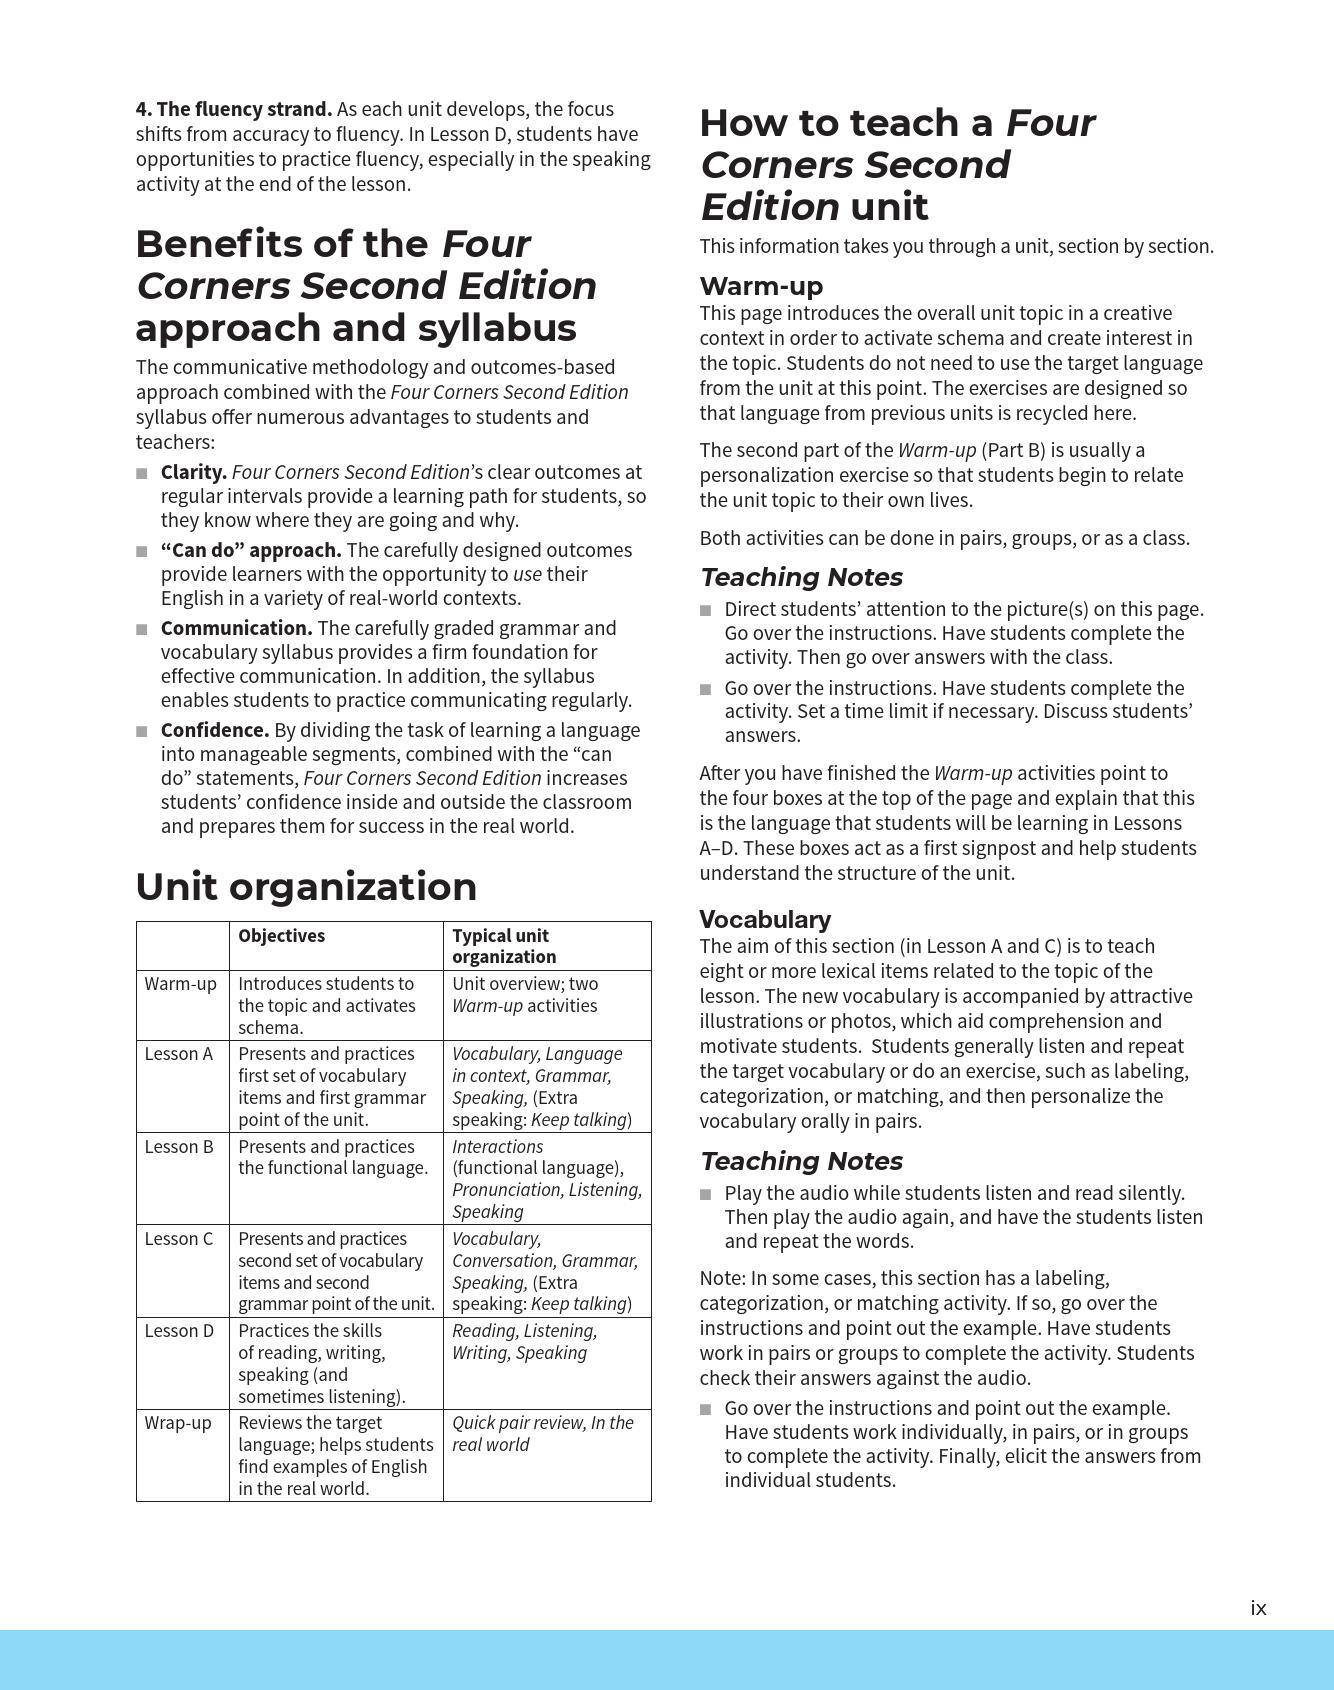 4. The fluency strand. As each unit develops, the focus
shifts from accuracy to fluency. In Lesson D, students have
opportunities to practice fluency, especially in the speaking
activity at the end of the lesson.
Benefits of the Four
Corners Second Edition
approach and syllabus
The communicative methodology and outcomes-based
approach combined with the Four Corners Second Edition
syllabus offer numerous advantages to students and
teachers:
■ Clarity. Four Corners Second Edition’s clear outcomes at
regular intervals provide a learning path for students, so
they know where they are going and why.
■ “Can do” approach. The carefully designed outcomes
provide learners with the opportunity to use their
English in a variety of real-world contexts.
■ Communication. The carefully graded grammar and
vocabulary syllabus provides a firm foundation for
effective communication. In addition, the syllabus
enables students to practice communicating regularly.
■ Confidence. By dividing the task of learning a language
into manageable segments, combined with the “can
do” statements, Four Corners Second Edition increases
students’ confidence inside and outside the classroom
and prepares them for success in the real world.
Unit organization
Objectives
Typical unit
organization
Warm-up
Introduces students to
the topic and activates
schema.
Unit overview; two
Warm-up activities
Lesson A
Presents and practices
first set of vocabulary
items and first grammar
point of the unit.
Vocabulary, Language
in context, Grammar,
Speaking, (Extra
speaking: Keep talking)
Lesson B
Presents and practices
the functional language.
Interactions
(functional language),
Pronunciation, Listening,
Speaking
Lesson C
Presents and practices
second set of vocabulary
items and second
grammar point of the unit.
Vocabulary,
Conversation, Grammar,
Speaking, (Extra
speaking: Keep talking)
Lesson D
Practices the skills
of reading, writing,
speaking (and
sometimes listening).
Reading, Listening,
Writing, Speaking
Wrap-up
Reviews the target
language; helps students
find examples of English
in the real world.
Quick pair review, In the
real world
How to teach a Four
Corners Second
Edition unit
This information takes you through a unit, section by section.
Warm-up
This page introduces the overall unit topic in a creative
context in order to activate schema and create interest in
the topic. Students do not need to use the target language
from the unit at this point. The exercises are designed so
that language from previous units is recycled here.
The second part of the Warm-up (Part B) is usually a
personalization exercise so that students begin to relate
the unit topic to their own lives.
Both activities can be done in pairs, groups, or as a class.
Teaching Notes
■ Direct students’ attention to the picture(s) on this page.
Go over the instructions. Have students complete the
activity. Then go over answers with the class.
■ Go over the instructions. Have students complete the
activity. Set a time limit if necessary. Discuss students’
answers.
After you have finished the Warm-up activities point to
the four boxes at the top of the page and explain that this
is the language that students will be learning in Lessons
A–D. These boxes act as a first signpost and help students
understand the structure of the unit.
Vocabulary
The aim of this section (in Lesson A and C) is to teach
eight or more lexical items related to the topic of the
lesson. The new vocabulary is accompanied by attractive
illustrations or photos, which aid comprehension and
motivate students. Students generally listen and repeat
the target vocabulary or do an exercise, such as labeling,
categorization, or matching, and then personalize the
vocabulary orally in pairs.
Teaching Notes
■ Play the audio while students listen and read silently.
Then play the audio again, and have the students listen
and repeat the words.
Note: In some cases, this section has a labeling,
categorization, or matching activity. If so, go over the
instructions and point out the example. Have students
work in pairs or groups to complete the activity. Students
check their answers against the audio.
■ Go over the instructions and point out the example.
Have students work individually, in pairs, or in groups
to complete the activity. Finally, elicit the answers from
individual students.
ix